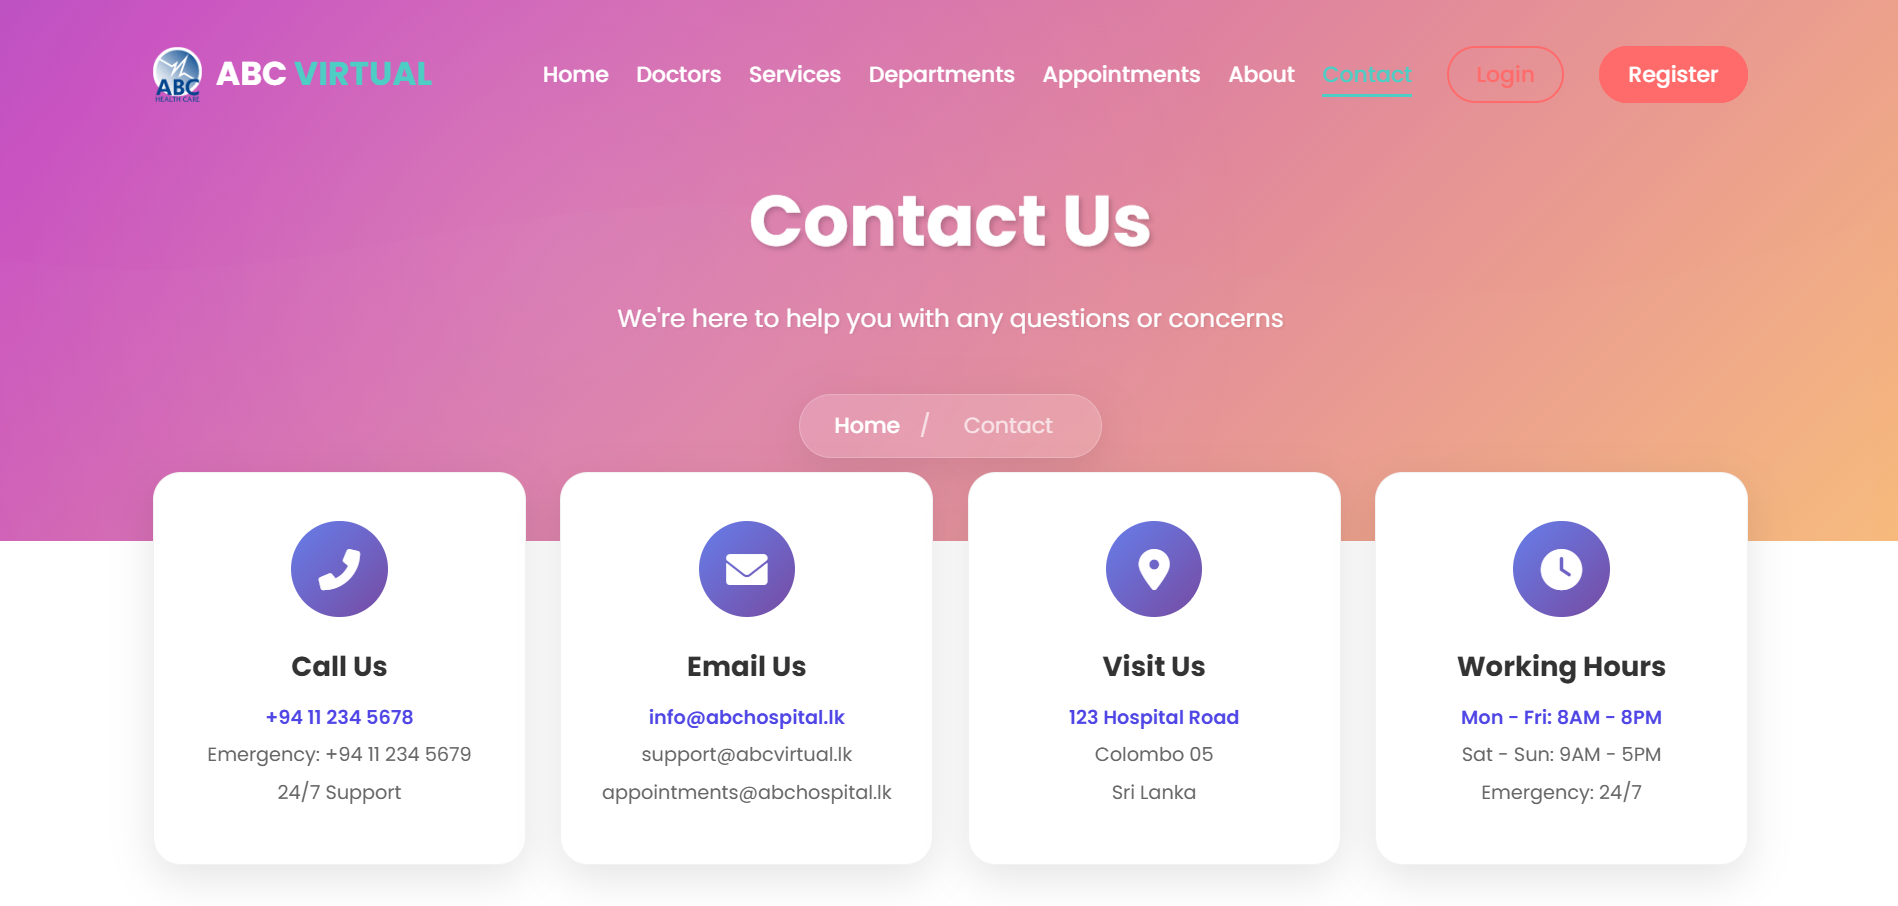 ABC
HEALTH CARE
ABC VIRTUAL
Home
Doctors
Services
Departments
Appointments
About
Contact
Login
Register
Contact Us
We're here to help you with any questions or concerns
Home / Contact
Call Us
+94 11 234 5678
Emergency: +94 11 234 5679
24/7 Support
Email Us
info@abchospital.lk
support@abcvirtual.lk
appointments@abchospital.lk
Visit Us
123 Hospital Road
Colombo 05
Sri Lanka
Working Hours
Mon - Fri: 8AM - 8PM
Sat - Sun: 9AM - 5PM
Emergency: 24/7